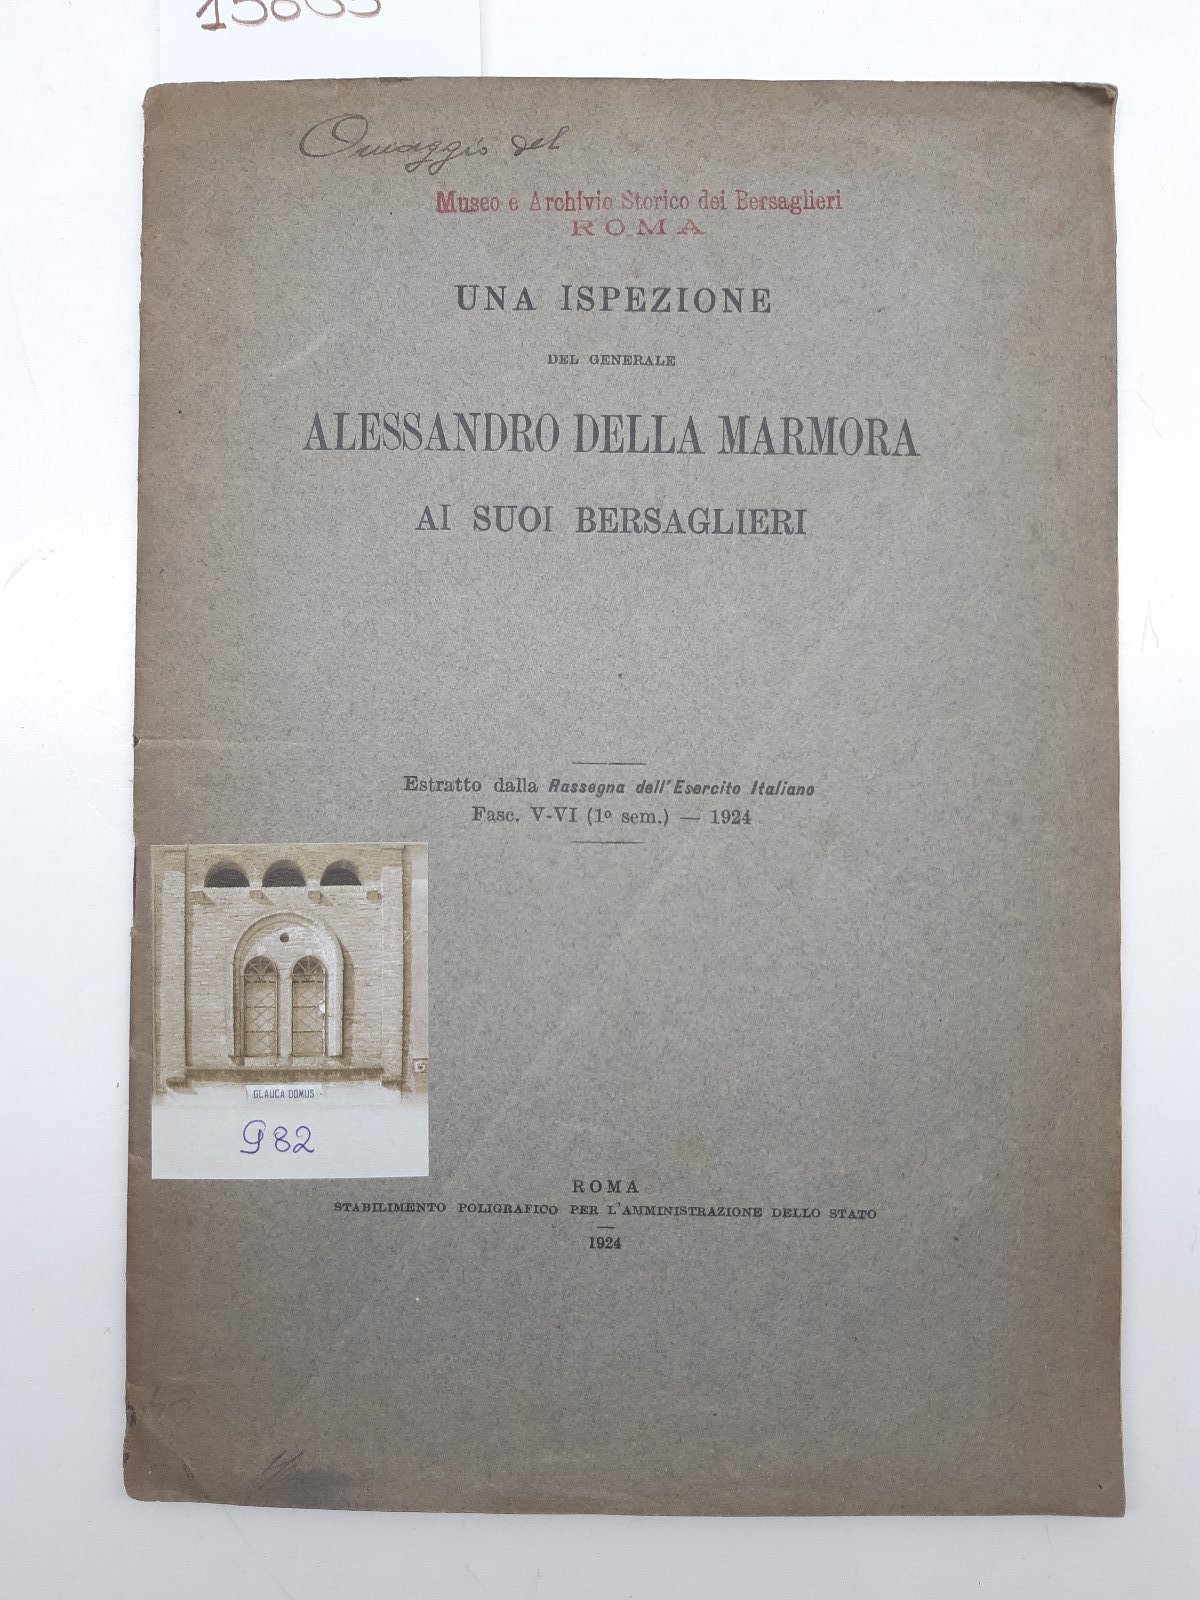 Omaggio del
Museo e Archivio Storico dei Bersaglieri
ROMA
UNA ISPEZIONE
DEL GENERALE
ALESSANDRO DELLA MARMORA
AI SUOI BERSAGLIERI
Estratto dalla Rassegna dell'Esercito Italiano
Fasc. V-VI (1º sem.) — 1924
GLAUCA DOMUS
982
ROMA
STABILIMENTO POLIGRAFICO PER L'AMMINISTRAZIONE DELLO STATO
1924